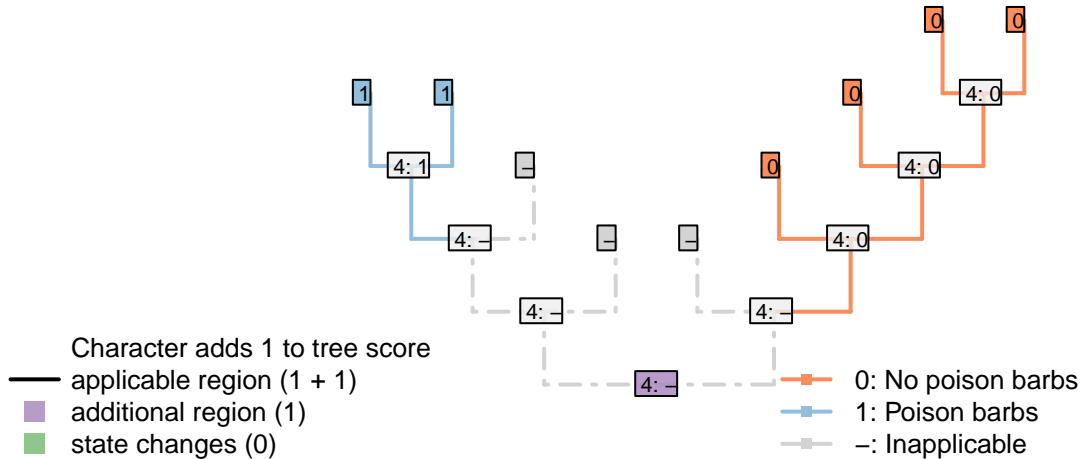 0 0
1 1 0 4: 0
4: 1 – 0 4: 0
4: – – – 4: 0
4: – 4: –
Character adds 1 to tree score
applicable region (1 + 1) 4: – 0: No poison barbs
additional region (1) 1: Poison barbs
state changes (0) –: Inapplicable